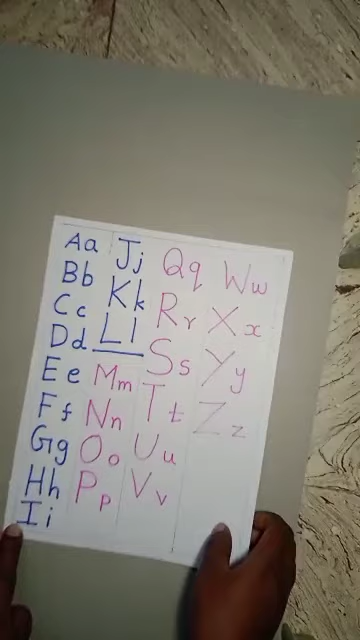 Aa
Bb
Cc
Dd
Ee
Ff
Gg
Hh
Ii
Jj
Kk
Ll
Mm
Nn
Oo
Pp
Qq
Rr
Ss
Tt
Uu
Vv
Ww
Xx
Yy
Zz